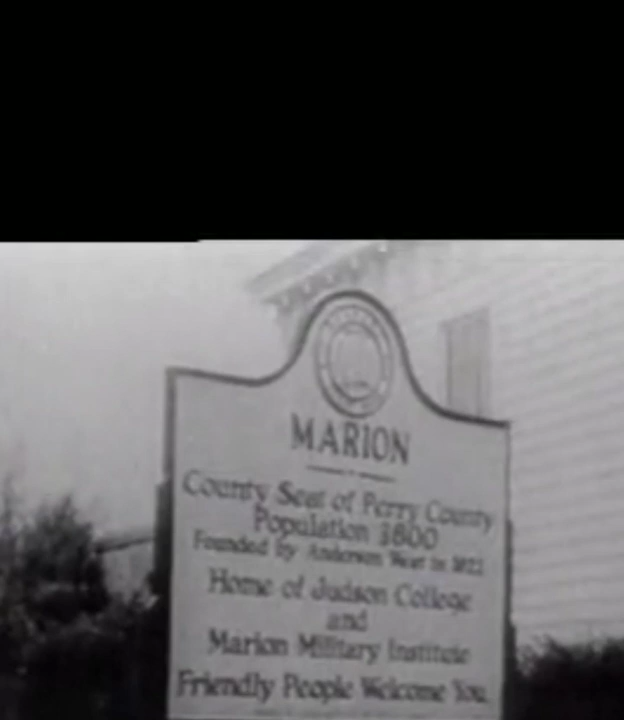 MARION
County Seat of Perry County
Population 3800
Founded by Anderson West in 1822
Home of Judson College
and
Marion Military Institute
Friendly People Welcome You